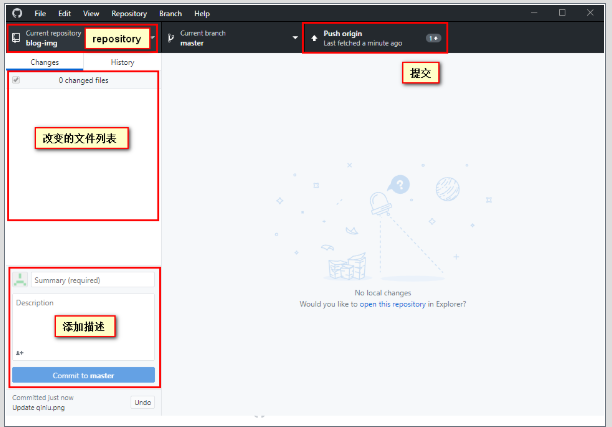 File Edit View Repository Branch Help
Current repository
blog-img
repository
Current branch
master
Push origin
Last fetched a minute ago
1
提交
Changes
History
0 changed files
改变的文件列表
?
Summary (required)
Description
添加描述
Commit to master
Committed just now
Update qiniu.png
Undo
No local changes
Would you like to open this repository in Explorer?